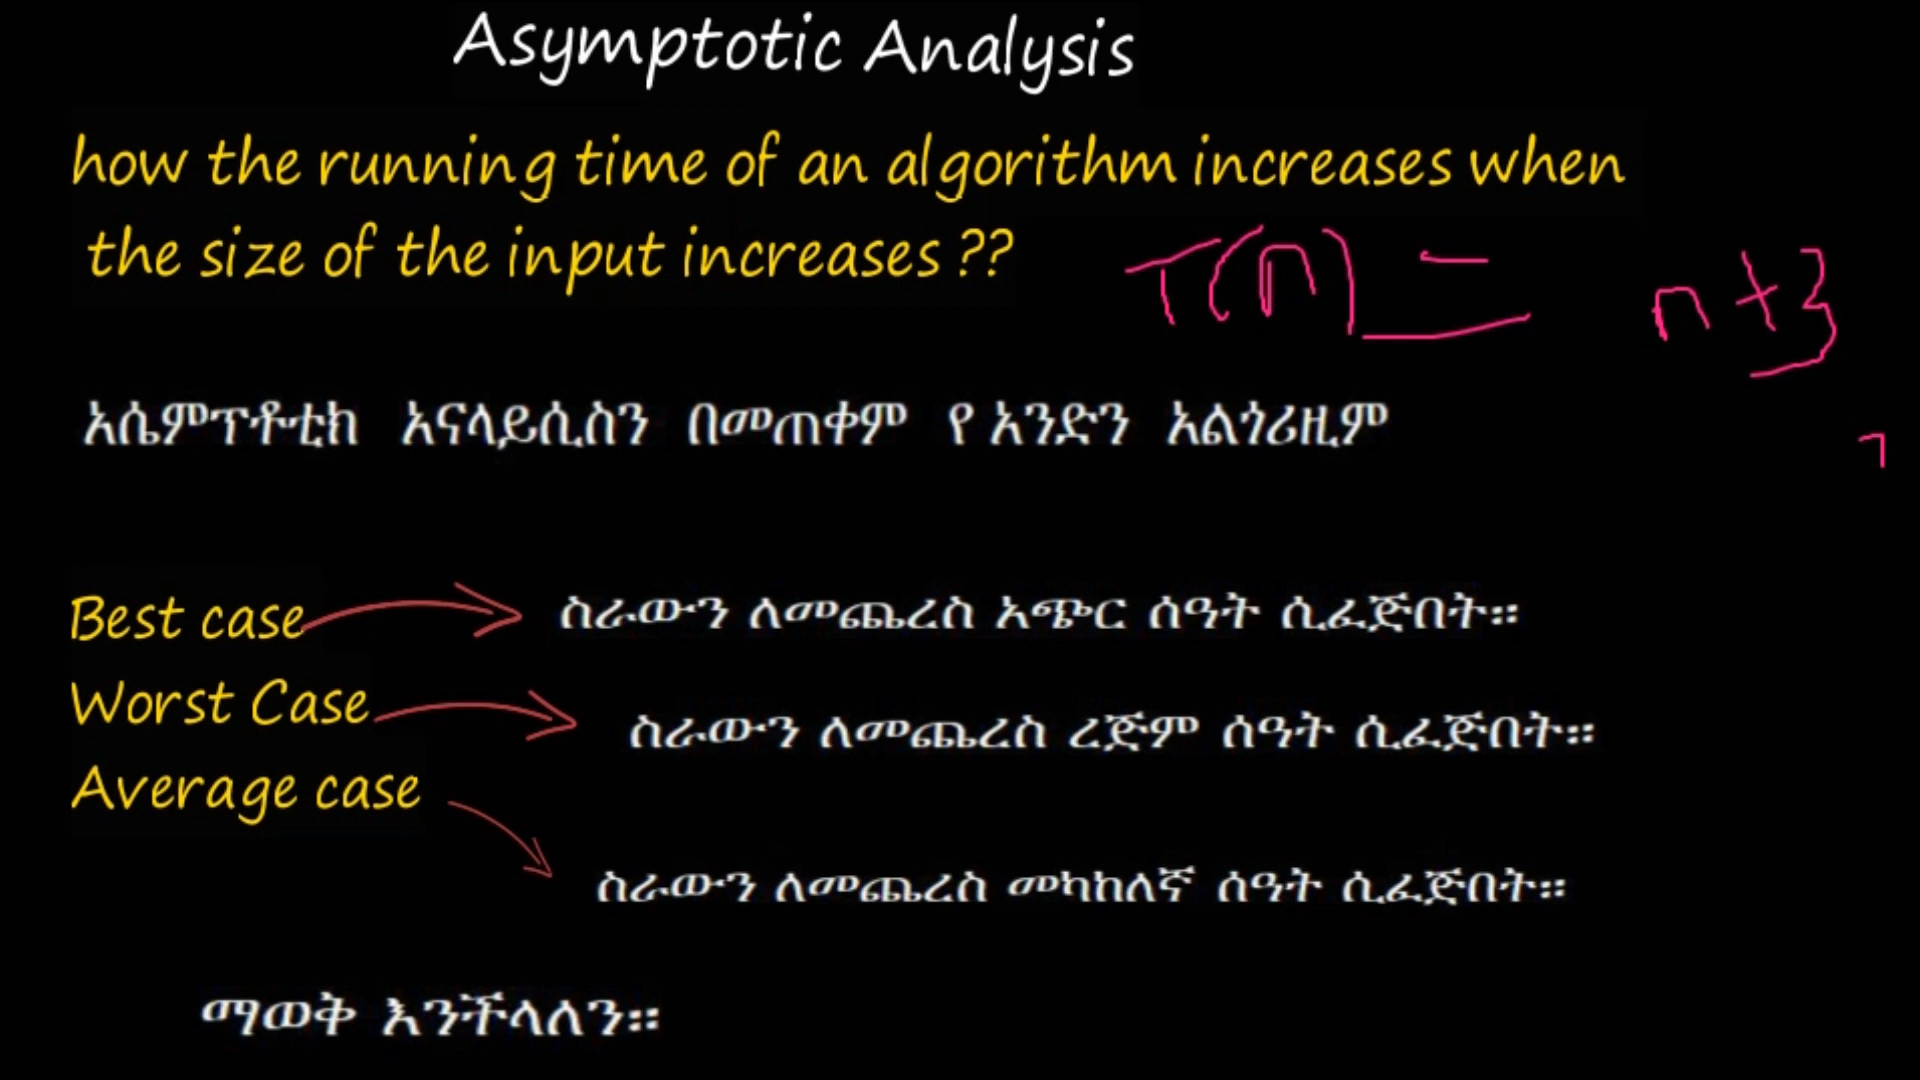 Asymptotic Analysis
how the running time of an algorithm increases when
the size of the input increases ??
T(n) = n + 3
አሴምፕቶቲክ አናላይሲስን በመጠቀም የ አንድን አልጎሪዚም
Best case
ስራውን ለመጨረስ አጭር ሰዓት ሲፈጅበት።
Worst Case
ስራውን ለመጨረስ ረጅም ሰዓት ሲፈጅበት።
Average case
ስራውን ለመጨረስ መካከለኛ ሰዓት ሲፈጅበት።
ማወቅ እንችላለን።